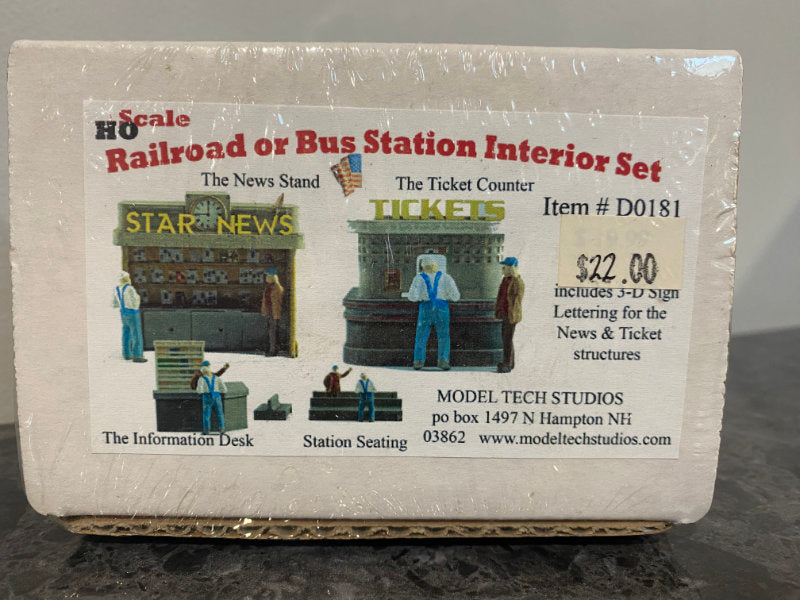 HO Scale
Railroad or Bus Station Interior Set
The News Stand
The Ticket Counter
STAR NEWS
TICKETS
Item # D0181
$22.00
includes 3-D Sign
Lettering for the
News & Ticket
structures
The Information Desk
Station Seating
MODEL TECH STUDIOS
po box 1497 N Hampton NH
03862 www.modeltechstudios.com